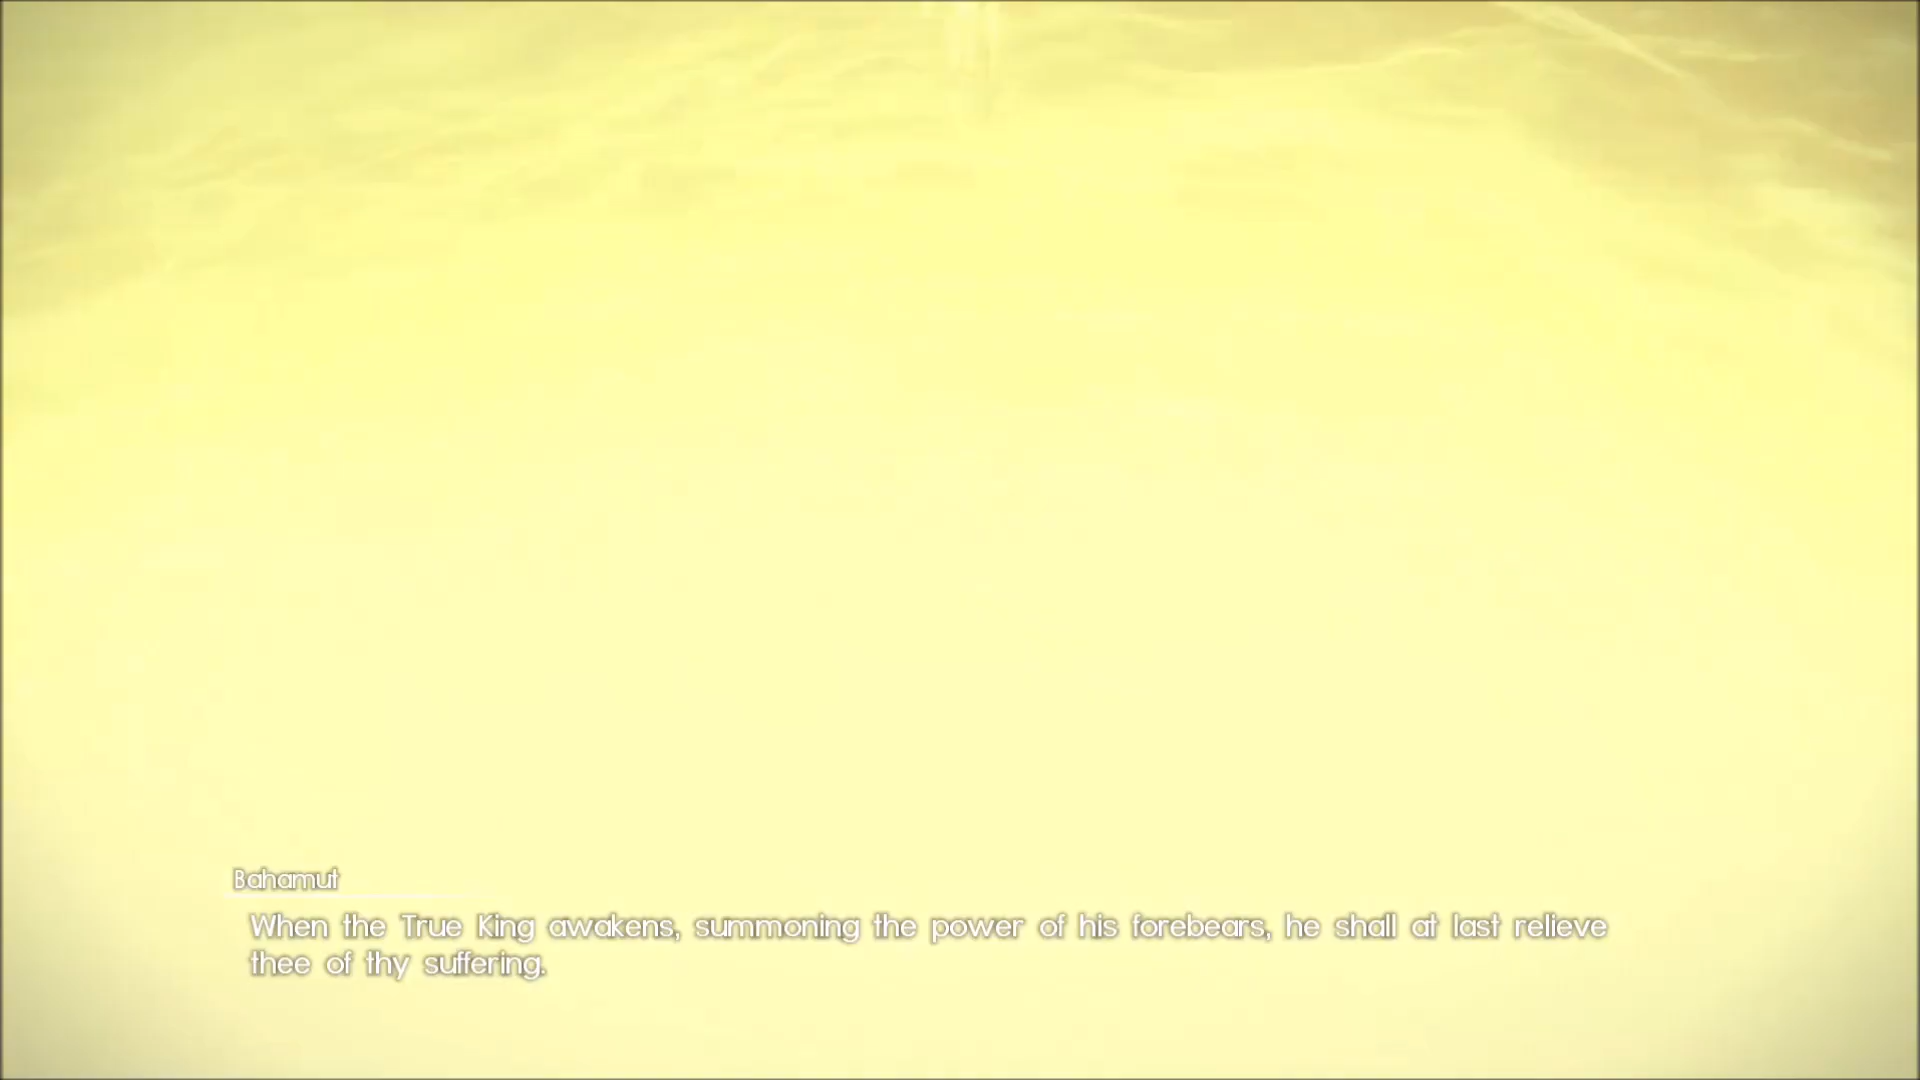 Bahamut
When the True King awakens, summoning the power of his forebears, he shall at last relieve
thee of thy suffering.